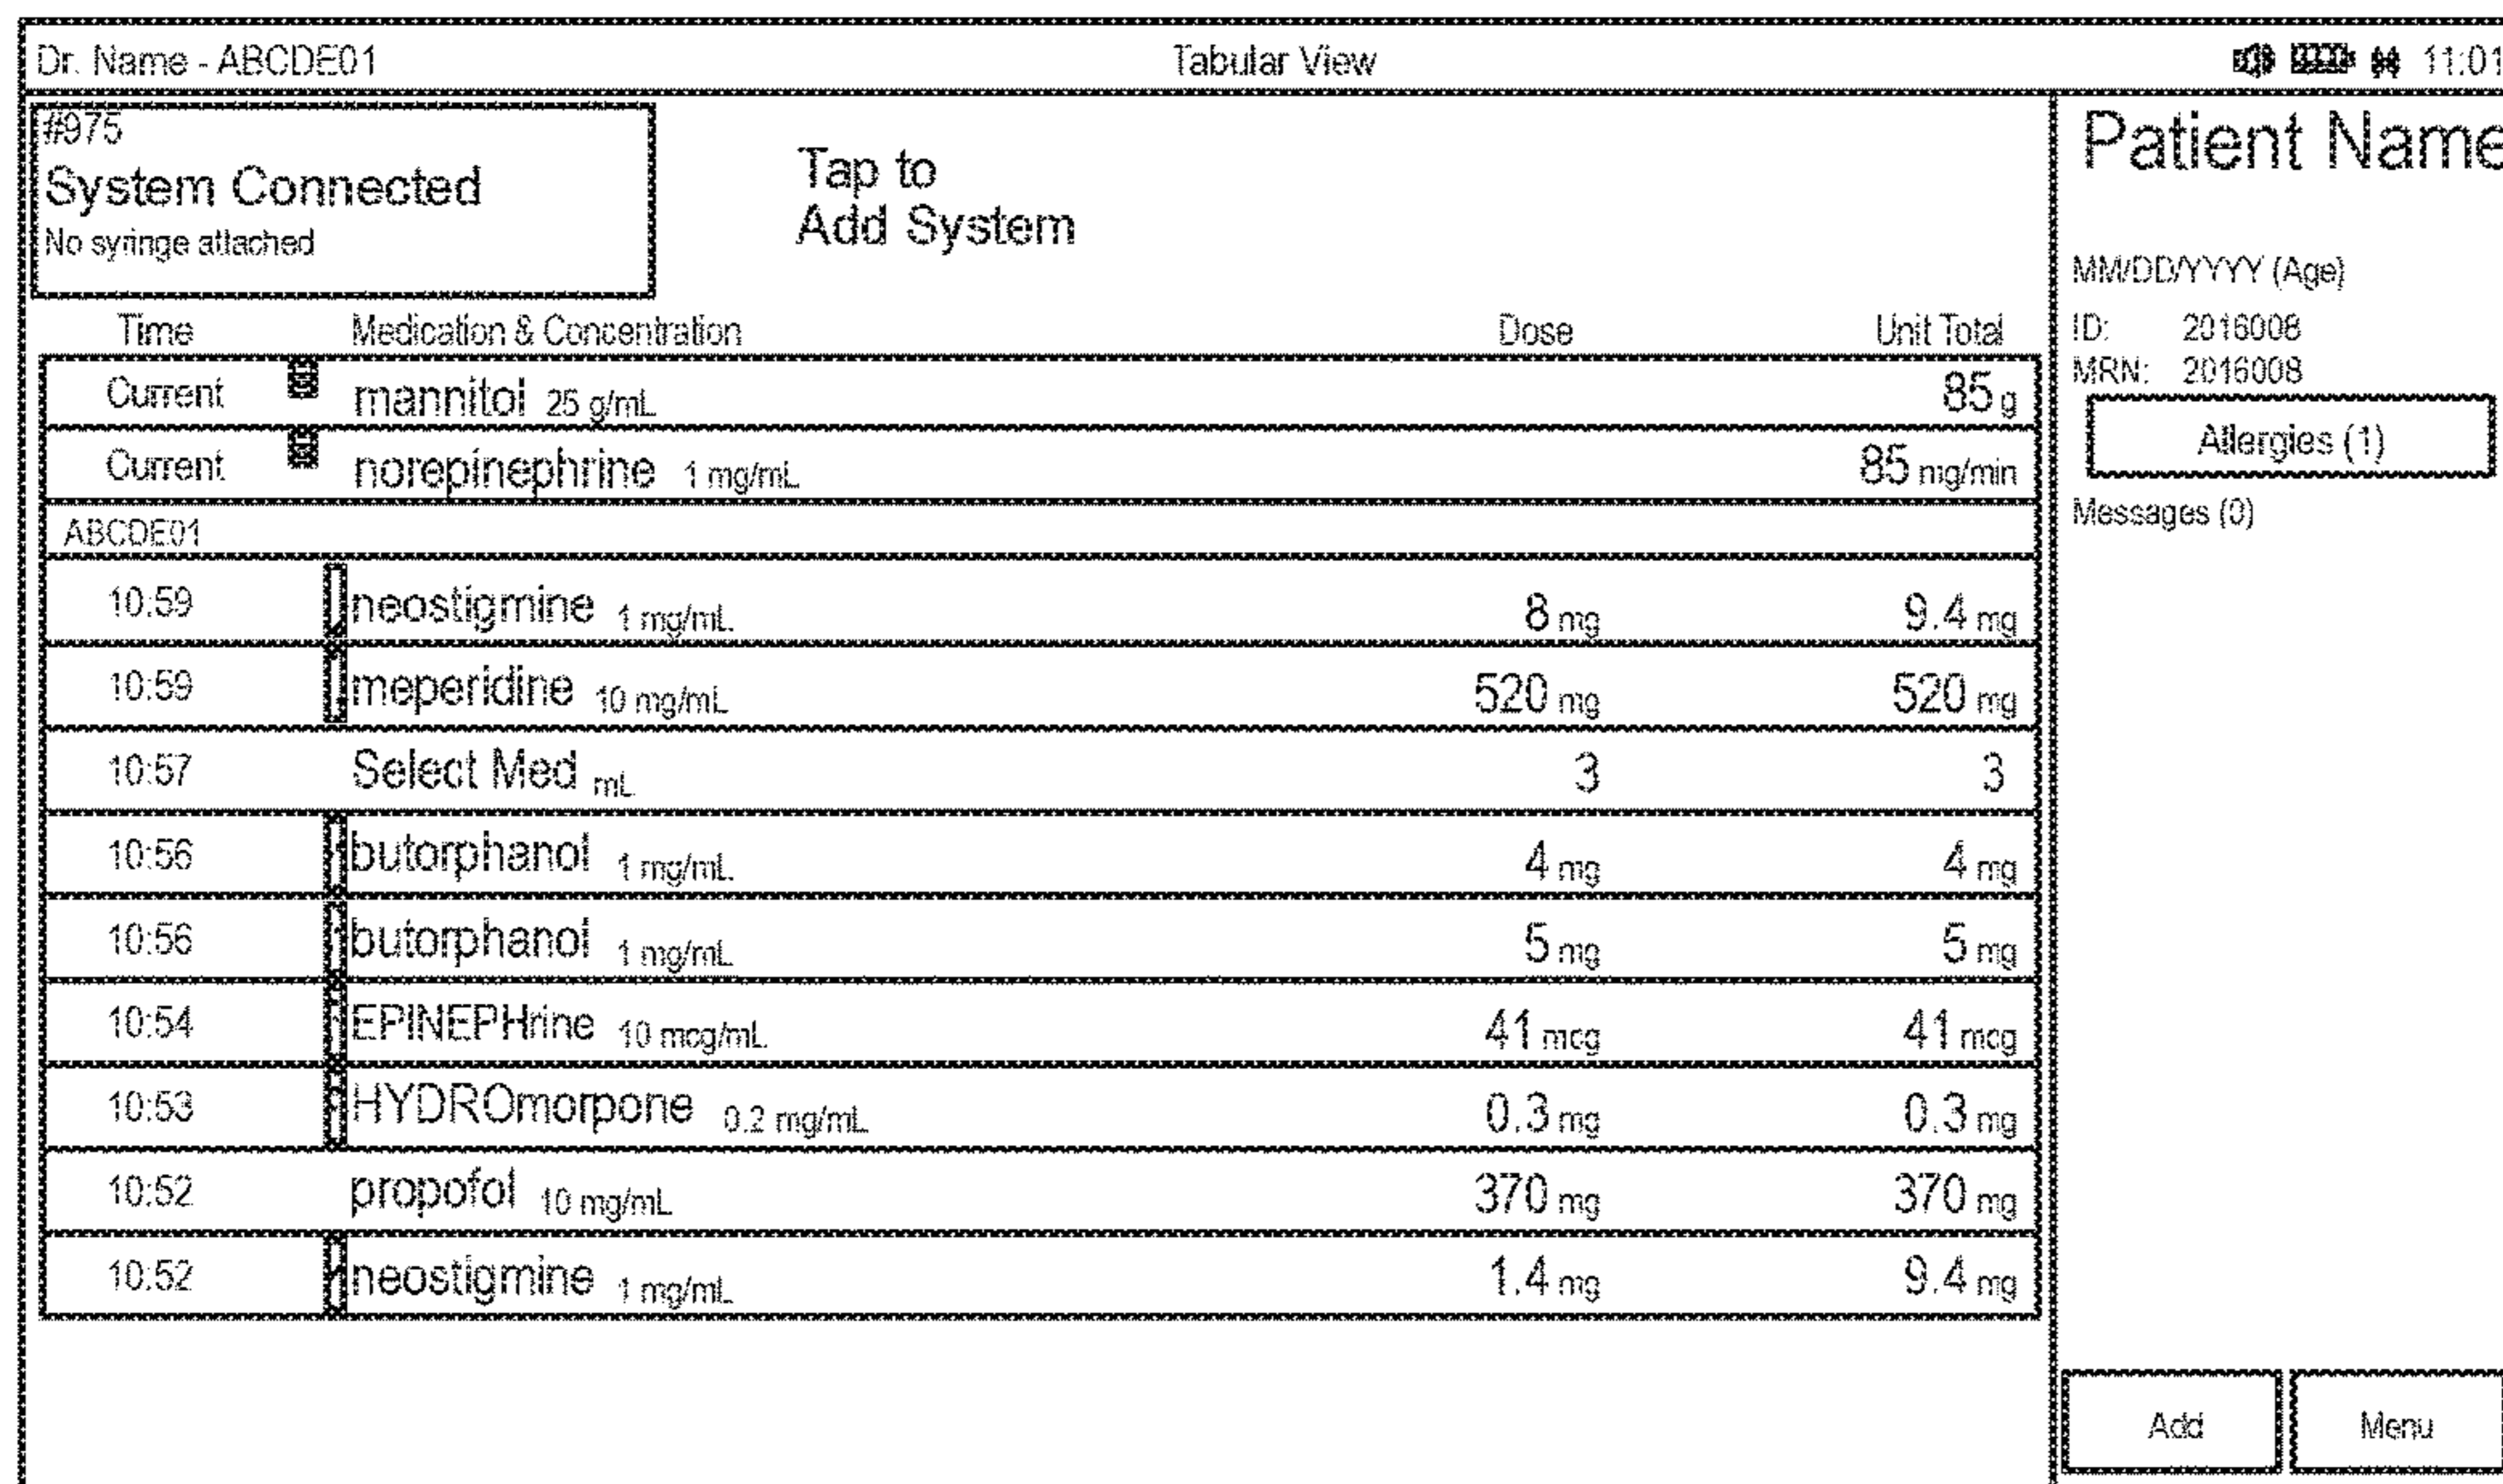 Dr. Name - ABCDE01 Tabular View 11:01
#975
System Connected
No syringe attached
Tap to
Add System
Time Medication & Concentration Dose Unit Total
Current mannitol 25 g/mL 85 g
Current norepinephrine 1 mg/mL 85 mg/min
ABCDE01
10:59 neostigmine 1 mg/mL 8 mg 9.4 mg
10:59 meperidine 10 mg/mL 520 mg 520 mg
10:57 Select Med mL 3 3
10:56 butorphanol 1 mg/mL 4 mg 4 mg
10:56 butorphanol 1 mg/mL 5 mg 5 mg
10:54 EPINEPHrine 10 mcg/mL 41 mcg 41 mcg
10:53 HYDROmorpone 0.2 mg/mL 0.3 mg 0.3 mg
10:52 propofol 10 mg/mL 370 mg 370 mg
10:52 neostigmine 1 mg/mL 1.4 mg 9.4 mg
Patient Name
MM/DD/YYYY (Age)
ID: 2016008
MRN: 2016008
Allergies (1)
Messages (0)
Add Menu